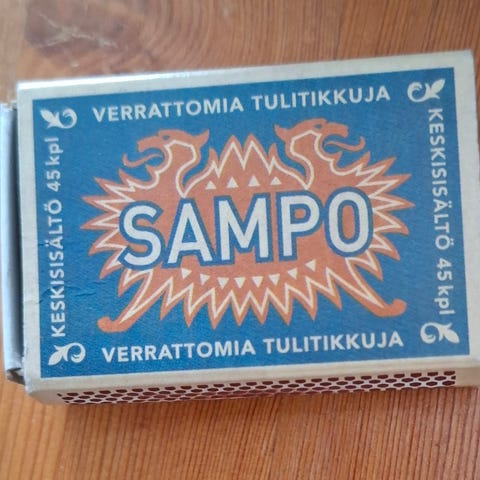 VERRATTOMIA TULITIKKUJA
KESKISISÄLTÖ 45 kpl
SAMPO
KESKISISÄLTÖ 45 kpl
VERRATTOMIA TULITIKKUJA